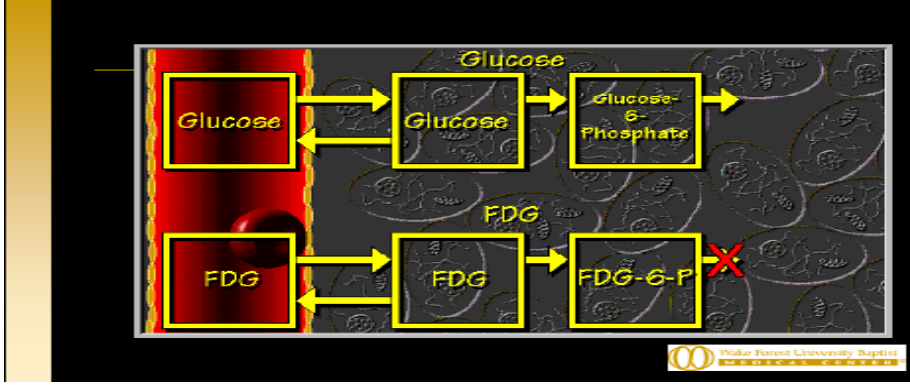 Glucose
Glucose
Glucose
Glucose-
6-
Phosphate
FDG
FDG
FDG
FDG-6-P
X
Wake Forest University Baptist
MEDICAL CENTER